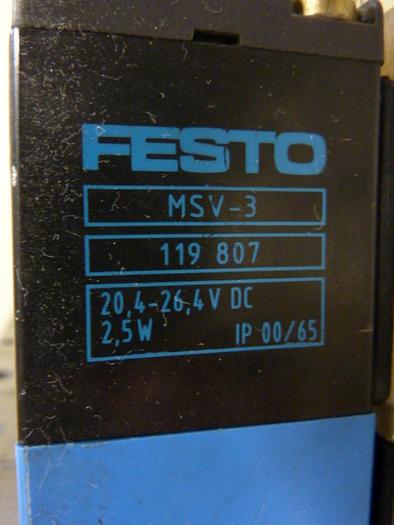 FESTO
MSV-3
119 807
20,4-26,4V DC
2,5W IP 00/65